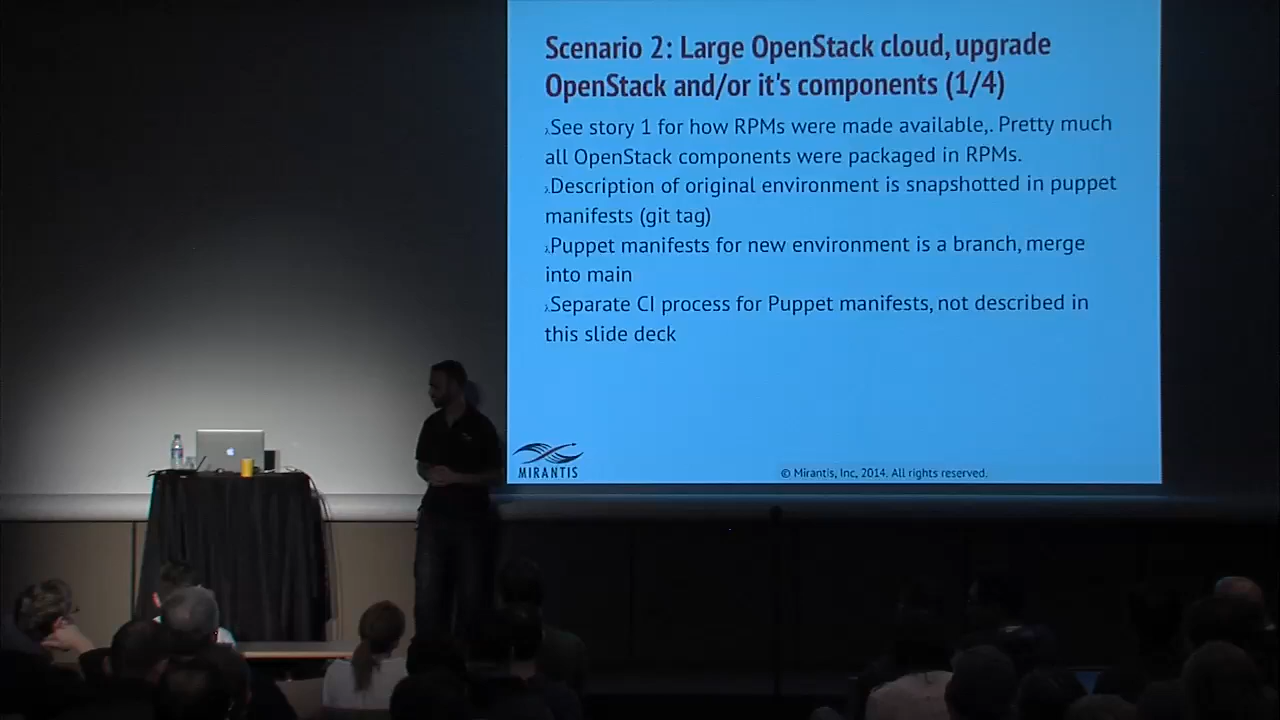 Scenario 2: Large OpenStack cloud, upgrade
OpenStack and/or it's components (1/4)
See story 1 for how RPMs were made available,. Pretty much
all OpenStack components were packaged in RPMs.
Description of original environment is snapshotted in puppet
manifests (git tag)
Puppet manifests for new environment is a branch, merge
into main
Separate CI process for Puppet manifests, not described in
this slide deck
MIRANTIS
© Mirantis, Inc, 2014. All rights reserved.